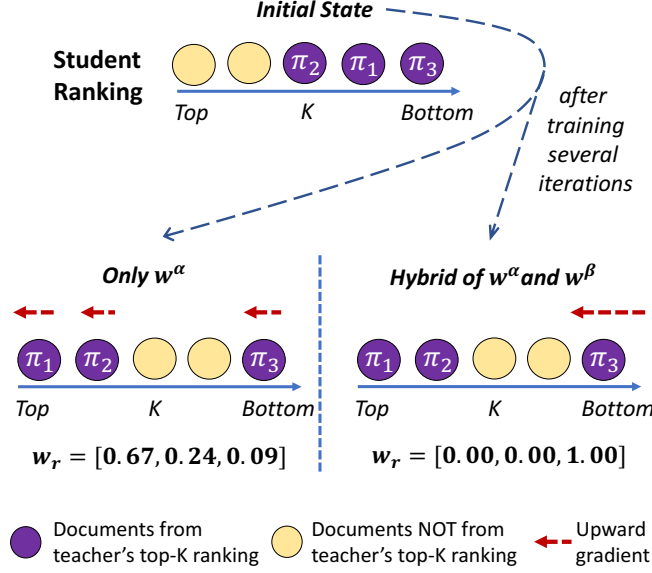 Initial State
Student
Ranking
π₂ π₁ π₃
Top K Bottom
after
training
several
iterations
Only w^α
π₁ π₂ π₃
Top K Bottom
w_r = [0.67, 0.24, 0.09]
Hybrid of w^α and w^β
π₁ π₂ π₃
Top K Bottom
w_r = [0.00, 0.00, 1.00]
Documents from
teacher's top-K ranking
Documents NOT from
teacher's top-K ranking
Upward
gradient